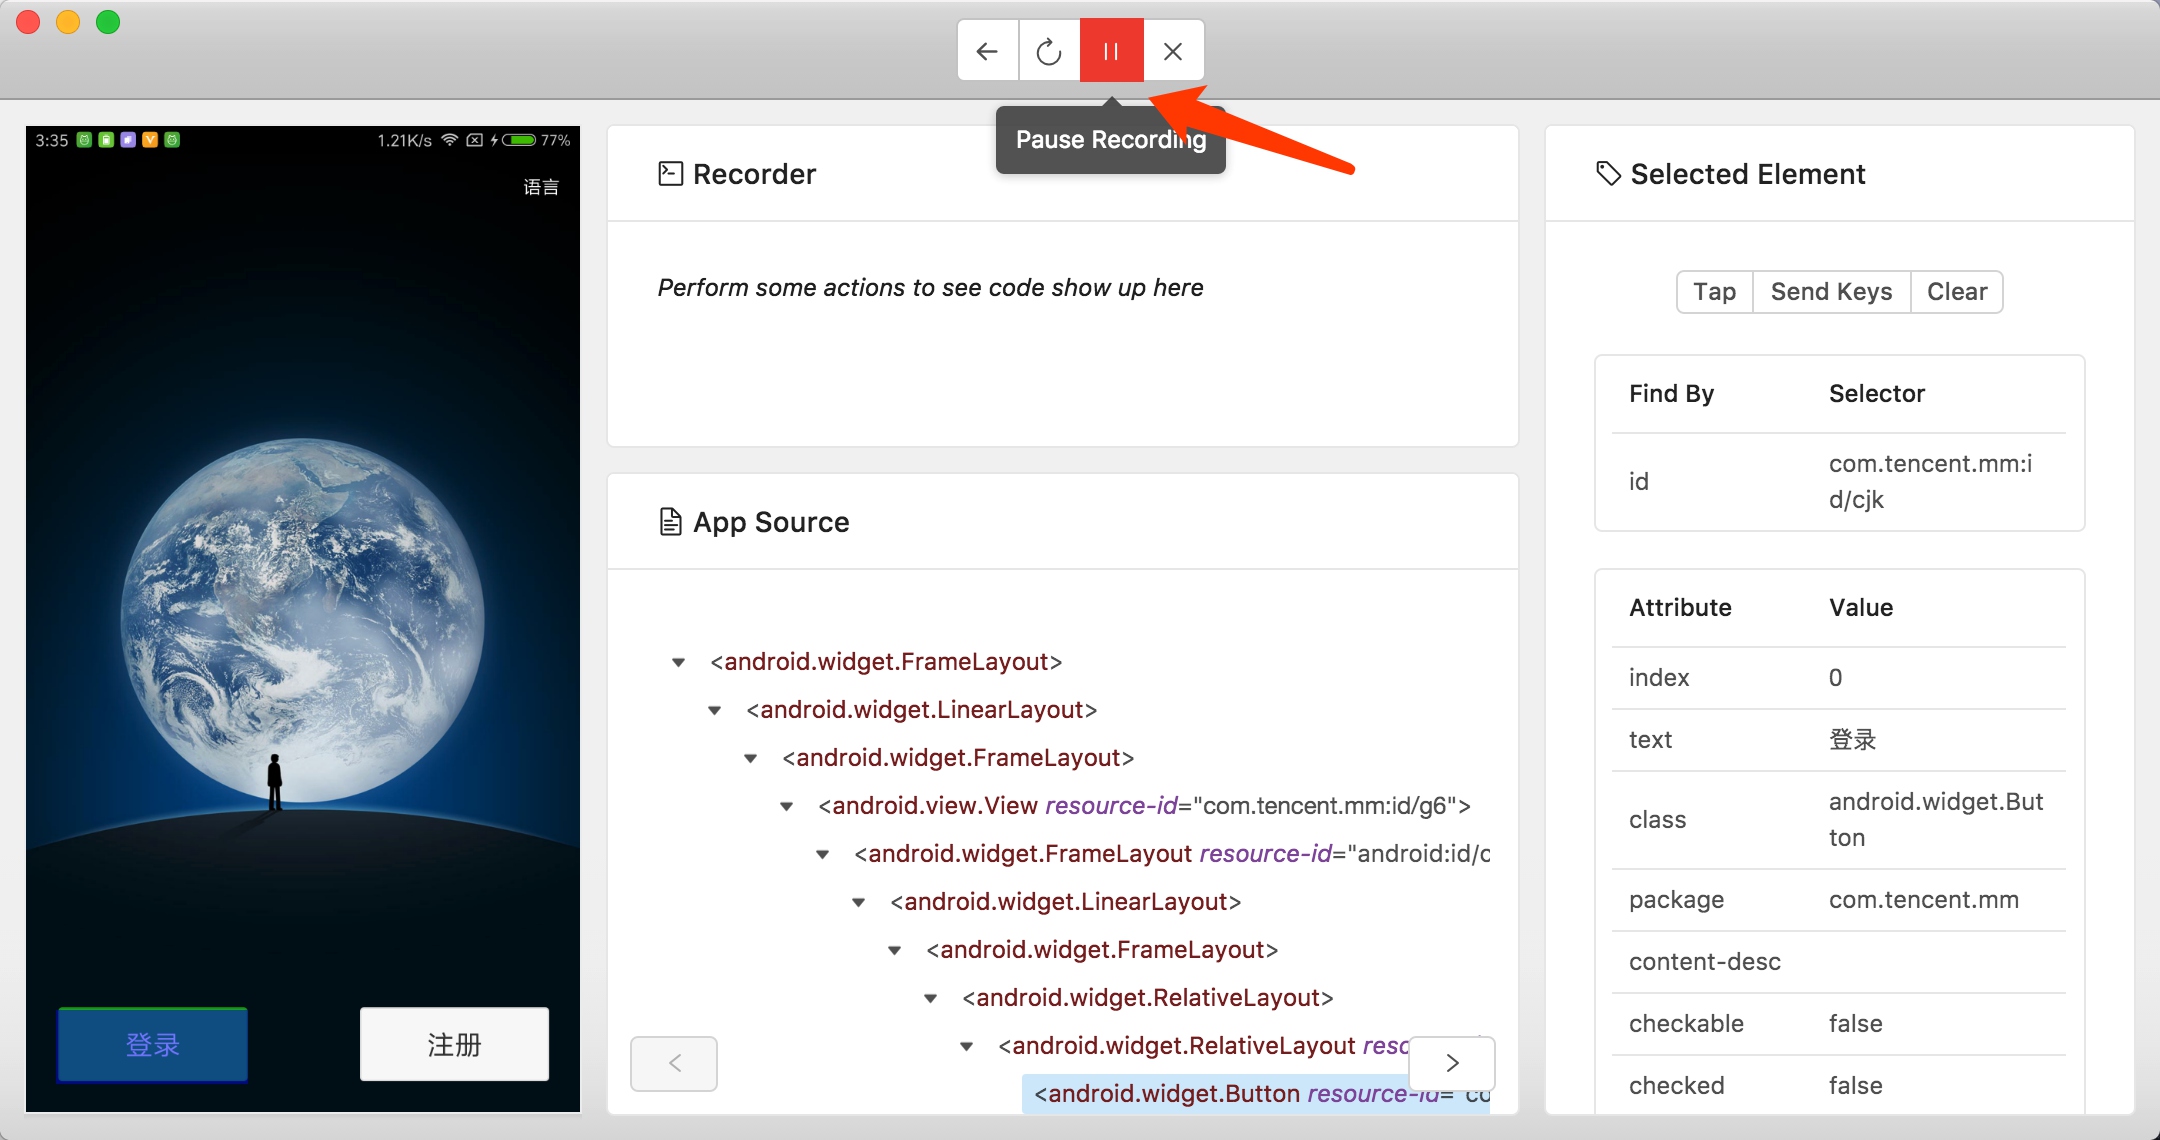 Pause Recording
3:35
1.21K/s
77%
语言
登录
注册
Recorder
Perform some actions to see code show up here
App Source
<android.widget.FrameLayout>
<android.widget.LinearLayout>
<android.widget.FrameLayout>
<android.view.View resource-id="com.tencent.mm:id/g6">
<android.widget.FrameLayout resource-id="android:id/c
<android.widget.LinearLayout>
<android.widget.FrameLayout>
<android.widget.RelativeLayout>
<android.widget.RelativeLayout resc
<android.widget.Button resource-id="co
Selected Element
Tap Send Keys Clear
Find By Selector
id com.tencent.mm:i
d/cjk
Attribute Value
index 0
text 登录
class android.widget.But
ton
package com.tencent.mm
content-desc
checkable false
checked false